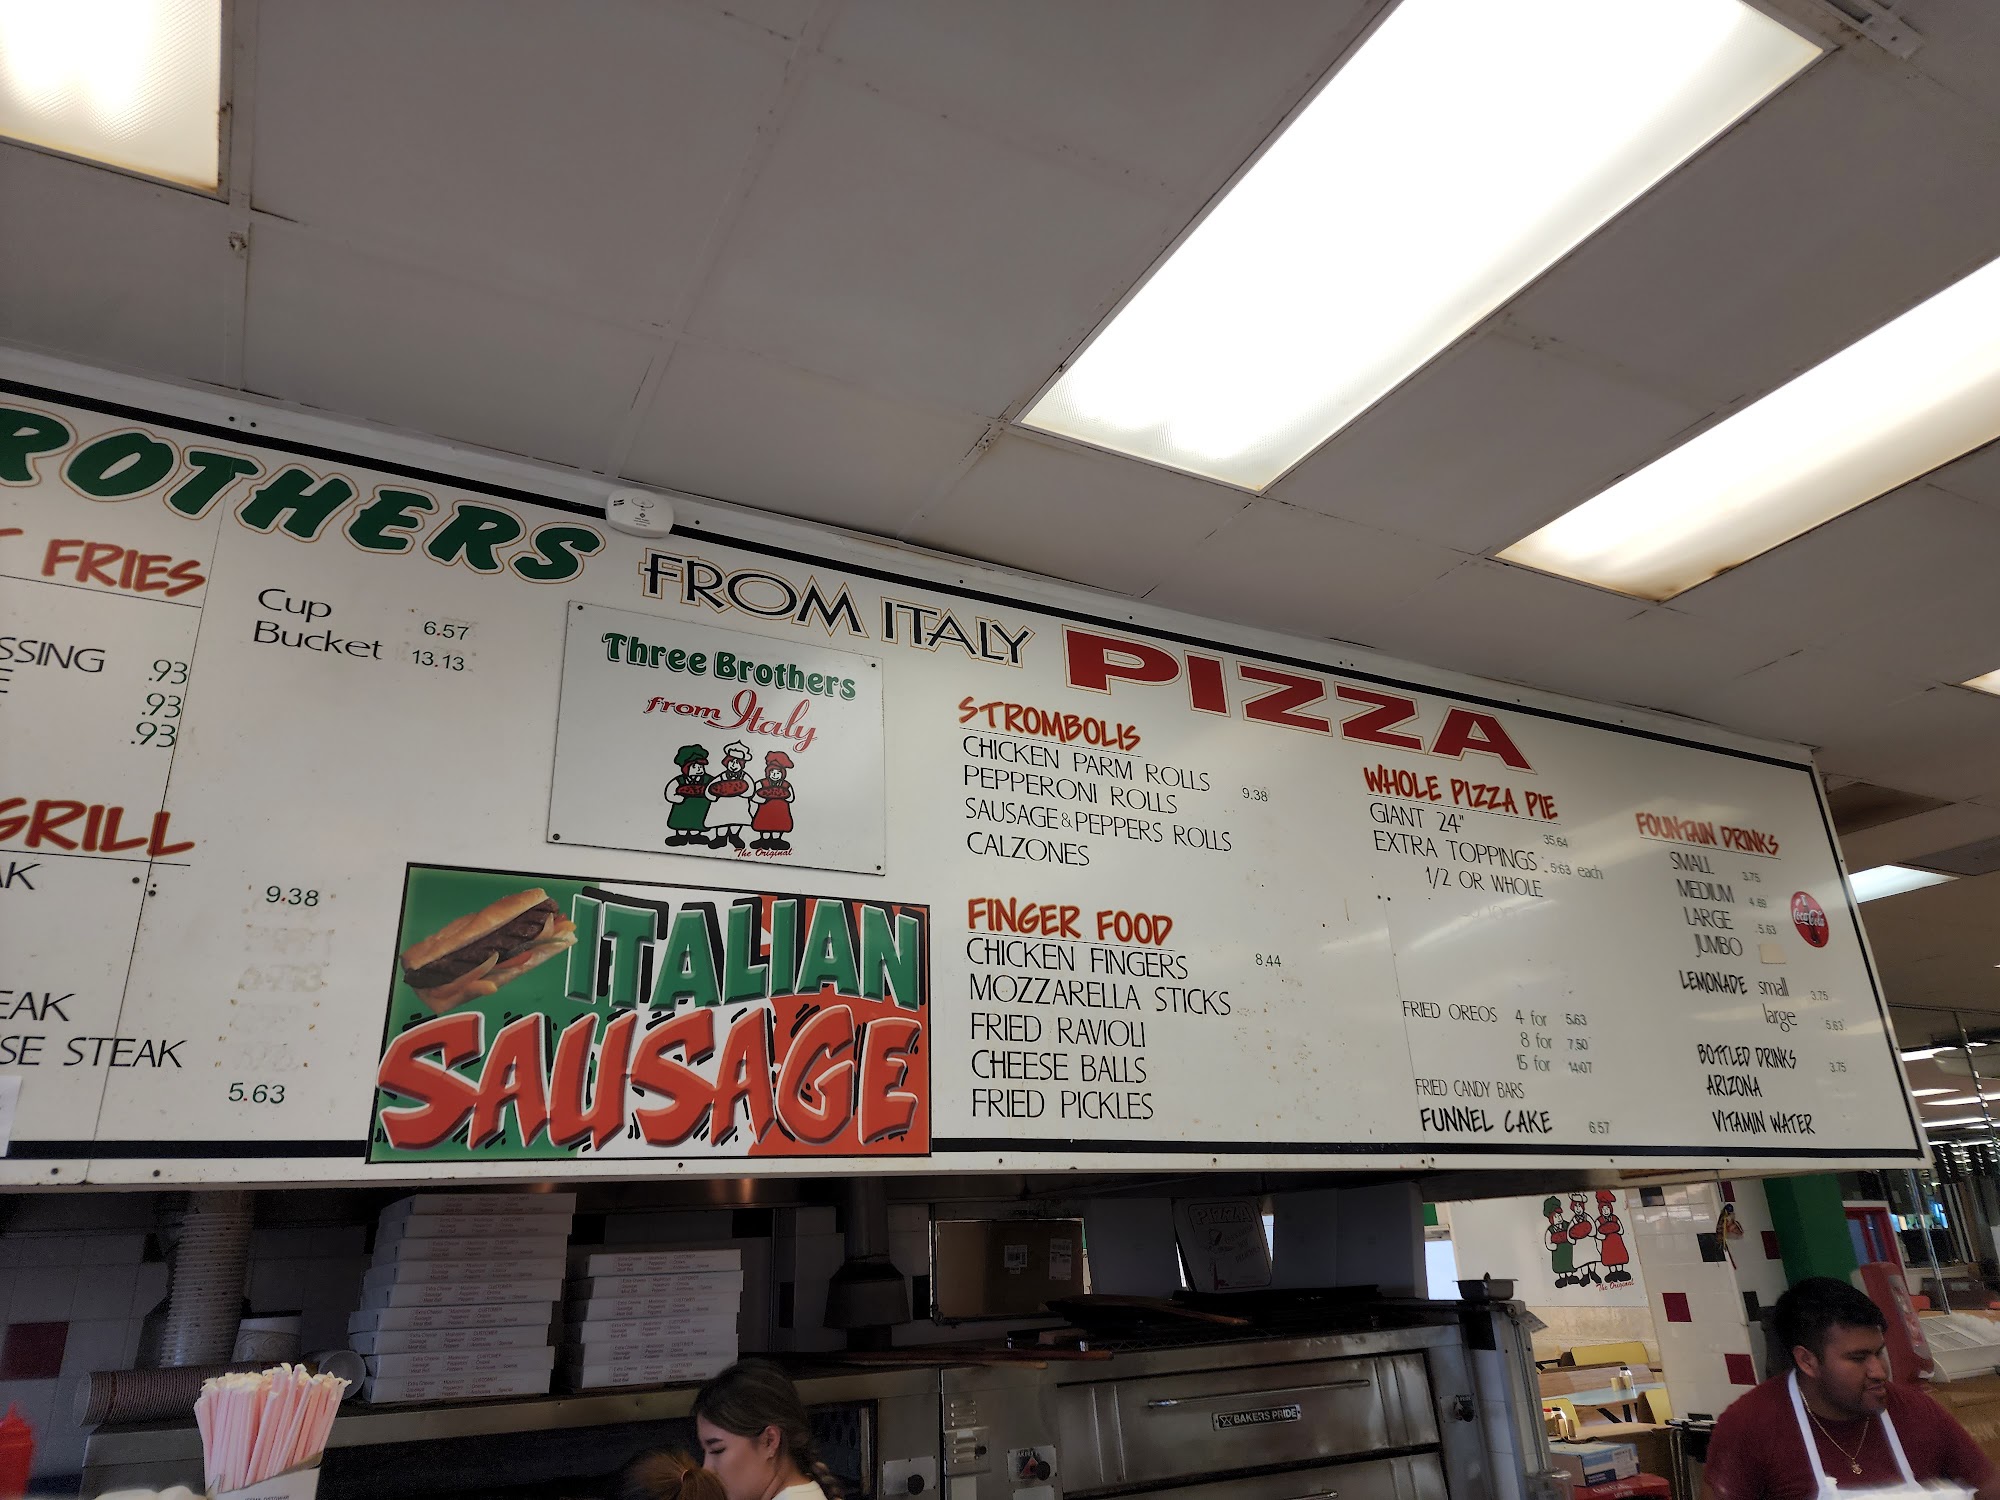 ROTHERS FROM ITALY PIZZA
FRIES
SSING .93
.93
.93
Cup 6.57
Bucket 13.13
GRILL
AK 9.38
EAK
SE STEAK
5.63
Three Brothers
from Italy
The Original
ITALIAN
SAUSAGE
STROMBOLIS
CHICKEN PARM ROLLS 9.38
PEPPERONI ROLLS
SAUSAGE & PEPPERS ROLLS
CALZONES
FINGER FOOD
CHICKEN FINGERS 8.44
MOZZARELLA STICKS
FRIED RAVIOLI
CHEESE BALLS
FRIED PICKLES
WHOLE PIZZA PIE
GIANT 24" 35.64
EXTRA TOPPINGS 5.63 each
1/2 OR WHOLE
FRIED OREOS 4 for 5.63
8 for 7.50
15 for 14.07
FRIED CANDY BARS
FUNNEL CAKE 6.57
FOUNTAIN DRINKS
SMALL 3.75
MEDIUM 4.69
LARGE 5.63
JUMBO
Coca-Cola
LEMONADE small 3.75
large 5.63
BOTTLED DRINKS 3.75
ARIZONA
VITAMIN WATER
PIZZA
BAKERS PRIDE
The Original